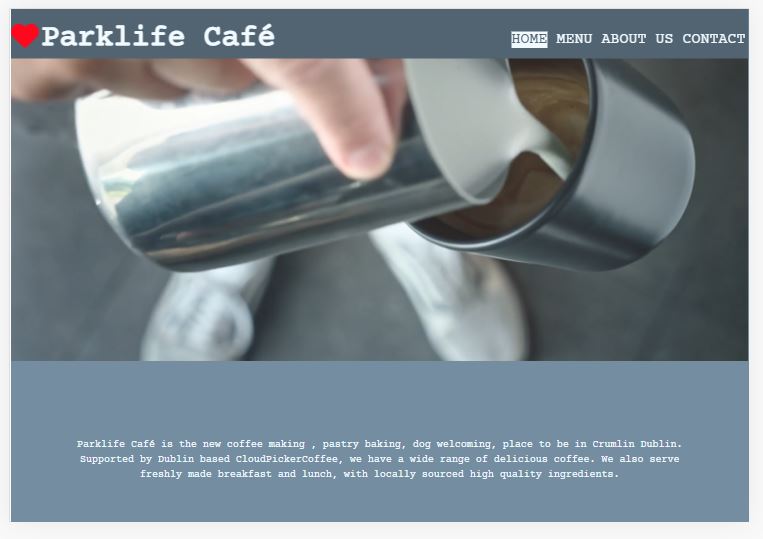 Parklife Café
HOME MENU ABOUT US CONTACT
Parklife Café is the new coffee making , pastry baking, dog welcoming, place to be in Crumlin Dublin.
Supported by Dublin based CloudPickerCoffee, we have a wide range of delicious coffee. We also serve
freshly made breakfast and lunch, with locally sourced high quality ingredients.